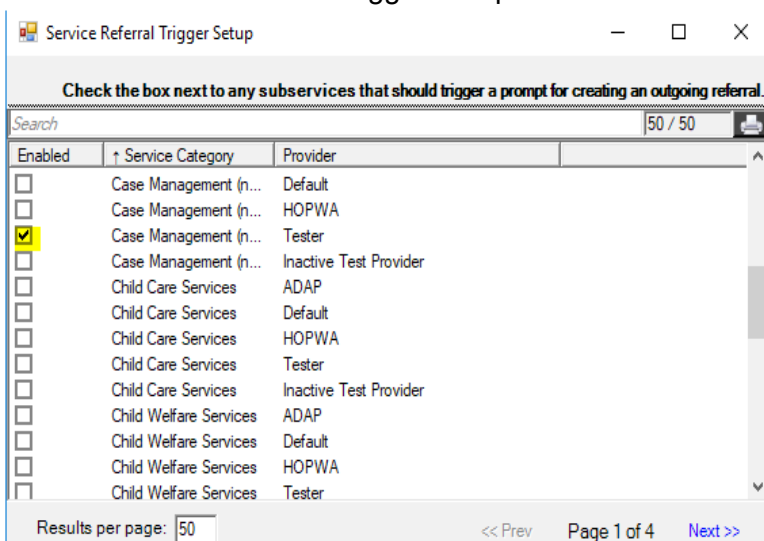 Service Referral Trigger Setup
Check the box next to any subservices that should trigger a prompt for creating an outgoing referral.
Search 50 / 50
Enabled ↑ Service Category Provider
Case Management (n... Default
Case Management (n... HOPWA
Case Management (n... Tester
Case Management (n... Inactive Test Provider
Child Care Services ADAP
Child Care Services Default
Child Care Services HOPWA
Child Care Services Tester
Child Care Services Inactive Test Provider
Child Welfare Services ADAP
Child Welfare Services Default
Child Welfare Services HOPWA
Child Welfare Services Tester
Results per page: 50 << Prev Page 1 of 4 Next >>